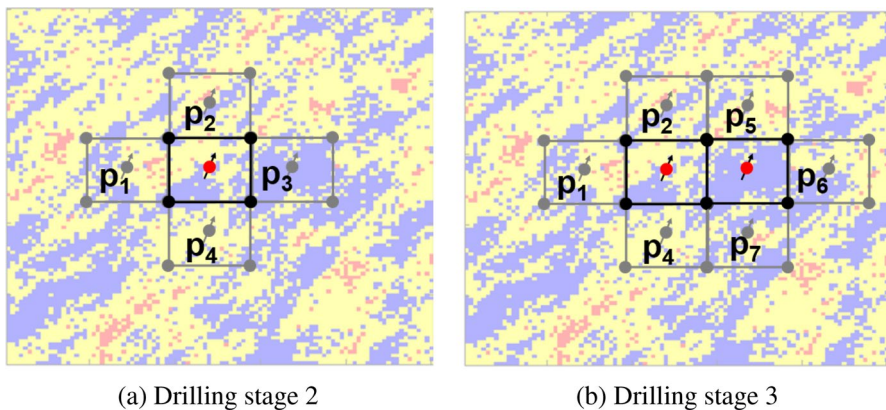 p2
p1
p3
p4
(a) Drilling stage 2
p2
p5
p1
p6
p4
p7
(b) Drilling stage 3